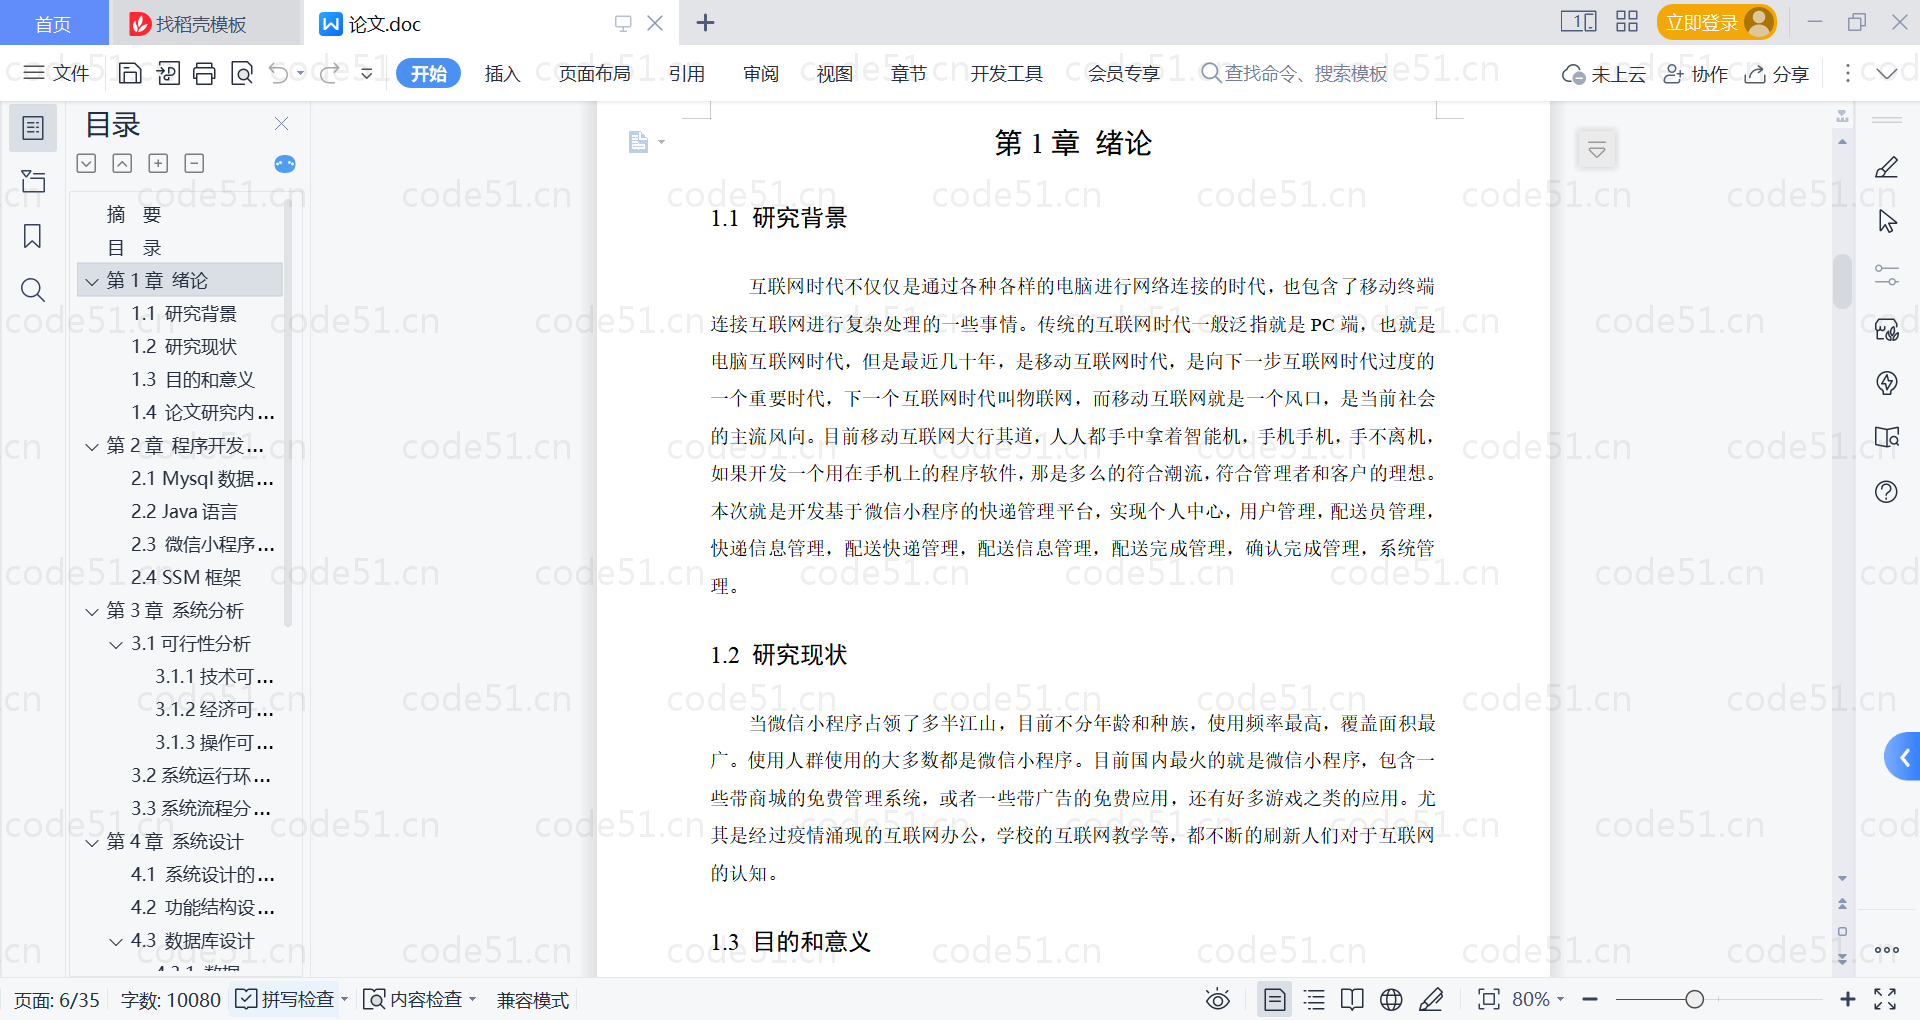 首页
找稻壳模板
论文.doc
立即登录
文件
开始
插入
页面布局
引用
审阅
视图
章节
开发工具
会员专享
查找命令、搜索模板
未上云
协作
分享
目录
摘 要
目 录
第 1 章 绪论
1.1 研究背景
1.2 研究现状
1.3 目的和意义
1.4 论文研究内...
第 2 章 程序开发...
2.1 Mysql 数据...
2.2 Java 语言
2.3 微信小程序...
2.4 SSM 框架
第 3 章 系统分析
3.1 可行性分析
3.1.1 技术可...
3.1.2 经济可...
3.1.3 操作可...
3.2 系统运行环...
3.3 系统流程分...
第 4 章 系统设计
4.1 系统设计的...
4.2 功能结构设...
4.3 数据库设计
第 1 章 绪论
1.1 研究背景
互联网时代不仅仅是通过各种各样的电脑进行网络连接的时代，也包含了移动终端
连接互联网进行复杂处理的一些事情。传统的互联网时代一般泛指就是 PC 端，也就是
电脑互联网时代，但是最近几十年，是移动互联网时代，是向下一步互联网时代过度的
一个重要时代，下一个互联网时代叫物联网，而移动互联网就是一个风口，是当前社会
的主流风向。目前移动互联网大行其道，人人都手中拿着智能机，手机手机，手不离机，
如果开发一个用在手机上的程序软件，那是多么的符合潮流，符合管理者和客户的理想。
本次就是开发基于微信小程序的快递管理平台，实现个人中心，用户管理，配送员管理，
快递信息管理，配送快递管理，配送信息管理，配送完成管理，确认完成管理，系统管
理。
1.2 研究现状
当微信小程序占领了多半江山，目前不分年龄和种族，使用频率最高，覆盖面积最
广。使用人群使用的大多数都是微信小程序。目前国内最火的就是微信小程序，包含一
些带商城的免费管理系统，或者一些带广告的免费应用，还有好多游戏之类的应用。尤
其是经过疫情涌现的互联网办公，学校的互联网教学等，都不断的刷新人们对于互联网
的认知。
1.3 目的和意义
页面: 6/35
字数: 10080
拼写检查
内容检查
兼容模式
80%
code51.cn